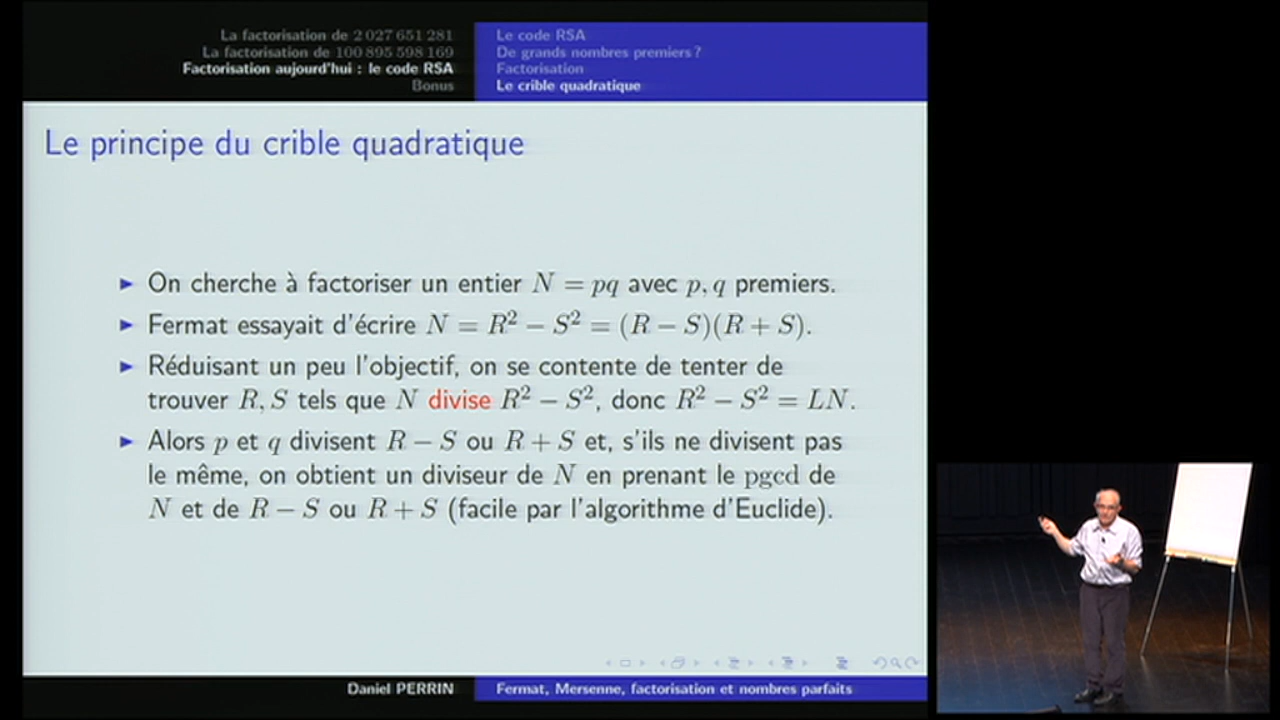 La factorisation de 2 027 651 281
La factorisation de 100 895 598 169
Factorisation aujourd'hui : le code RSA
Bonus
Le code RSA
De grands nombres premiers ?
Factorisation
Le crible quadratique
Le principe du crible quadratique
► On cherche à factoriser un entier N = pq avec p, q premiers.
► Fermat essayait d'écrire N = R² − S² = (R − S)(R + S).
► Réduisant un peu l'objectif, on se contente de tenter de
trouver R, S tels que N divise R² − S², donc R² − S² = LN.
► Alors p et q divisent R − S ou R + S et, s'ils ne divisent pas
le même, on obtient un diviseur de N en prenant le pgcd de
N et de R − S ou R + S (facile par l'algorithme d'Euclide).
Daniel PERRIN
Fermat, Mersenne, factorisation et nombres parfaits